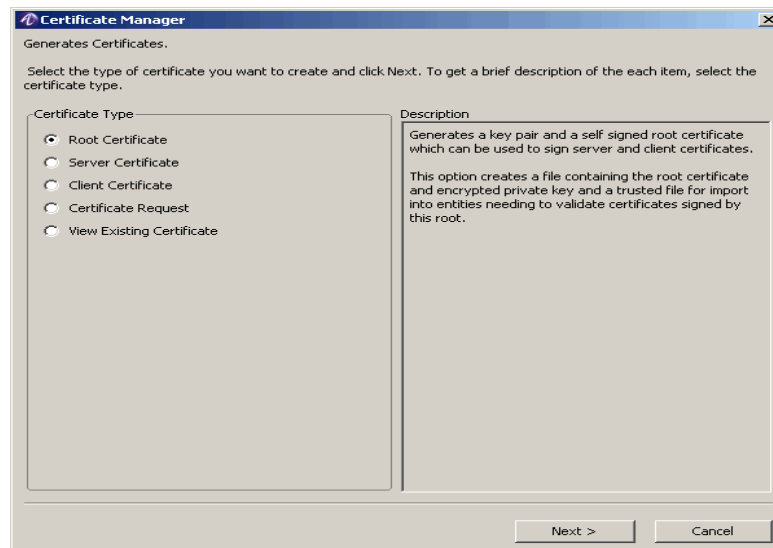 Certificate Manager
Generates Certificates.
Select the type of certificate you want to create and click Next. To get a brief description of the each item, select the
certificate type.
Certificate Type
Root Certificate
Server Certificate
Client Certificate
Certificate Request
View Existing Certificate
Description
Generates a key pair and a self signed root certificate
which can be used to sign server and client certificates.
This option creates a file containing the root certificate
and encrypted private key and a trusted file for import
into entities needing to validate certificates signed by
this root.
Next >
Cancel